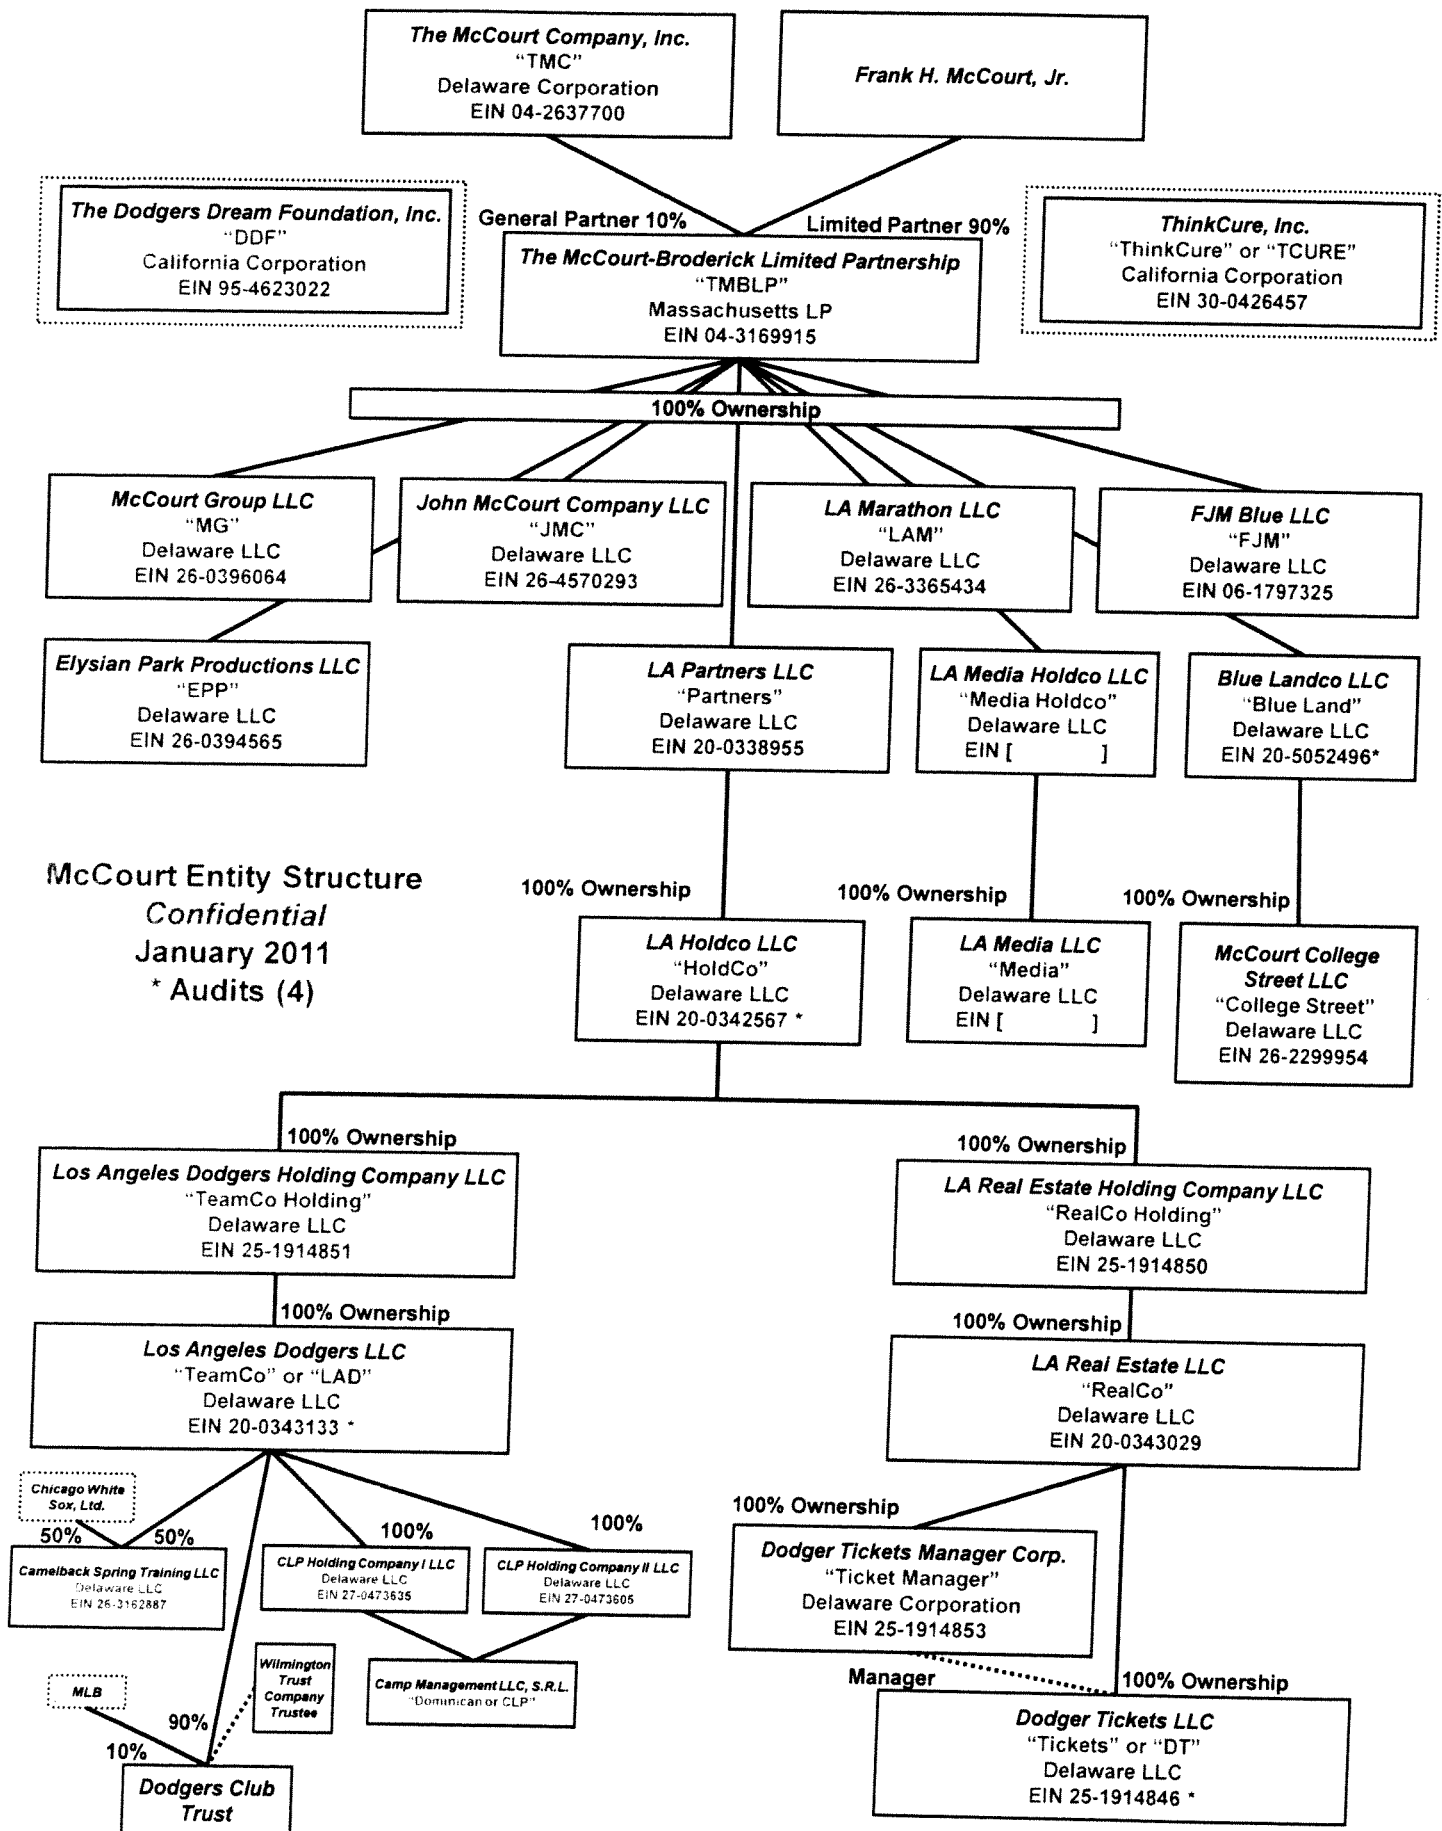 The McCourt Company, Inc.
"TMC"
Delaware Corporation
EIN 04-2637700
Frank H. McCourt, Jr.
The Dodgers Dream Foundation, Inc.
"DDF"
California Corporation
EIN 95-4623022
General Partner 10%
Limited Partner 90%
The McCourt-Broderick Limited Partnership
"TMBLP"
Massachusetts LP
EIN 04-3169915
ThinkCure, Inc.
"ThinkCure" or "TCURE"
California Corporation
EIN 30-0426457
100% Ownership
McCourt Group LLC
"MG"
Delaware LLC
EIN 26-0396064
John McCourt Company LLC
"JMC"
Delaware LLC
EIN 26-4570293
LA Marathon LLC
"LAM"
Delaware LLC
EIN 26-3365434
FJM Blue LLC
"FJM"
Delaware LLC
EIN 06-1797325
Elysian Park Productions LLC
"EPP"
Delaware LLC
EIN 26-0394565
LA Partners LLC
"Partners"
Delaware LLC
EIN 20-0338955
LA Media Holdco LLC
"Media Holdco"
Delaware LLC
EIN [ ]
Blue Landco LLC
"Blue Land"
Delaware LLC
EIN 20-5052496*
McCourt Entity Structure
Confidential
January 2011
* Audits (4)
100% Ownership
LA Holdco LLC
"HoldCo"
Delaware LLC
EIN 20-0342567 *
100% Ownership
LA Media LLC
"Media"
Delaware LLC
EIN [ ]
100% Ownership
McCourt College
Street LLC
"College Street"
Delaware LLC
EIN 26-2299954
100% Ownership
Los Angeles Dodgers Holding Company LLC
"TeamCo Holding"
Delaware LLC
EIN 25-1914851
100% Ownership
LA Real Estate Holding Company LLC
"RealCo Holding"
Delaware LLC
EIN 25-1914850
100% Ownership
Los Angeles Dodgers LLC
"TeamCo" or "LAD"
Delaware LLC
EIN 20-0343133 *
100% Ownership
LA Real Estate LLC
"RealCo"
Delaware LLC
EIN 20-0343029
Chicago White
Sox, Ltd.
50%
50%
100%
100%
Camelback Spring Training LLC
Delaware LLC
EIN 26-3162887
CLP Holding Company I LLC
Delaware LLC
EIN 27-0473635
CLP Holding Company II LLC
Delaware LLC
EIN 27-0473605
100% Ownership
Dodger Tickets Manager Corp.
"Ticket Manager"
Delaware Corporation
EIN 25-1914853
MLB
Wilmington
Trust
Company
Trustee
Camp Management LLC, S.R.L.
"Dominican or CLP"
90%
10%
Dodgers Club
Trust
Manager
100% Ownership
Dodger Tickets LLC
"Tickets" or "DT"
Delaware LLC
EIN 25-1914846 *